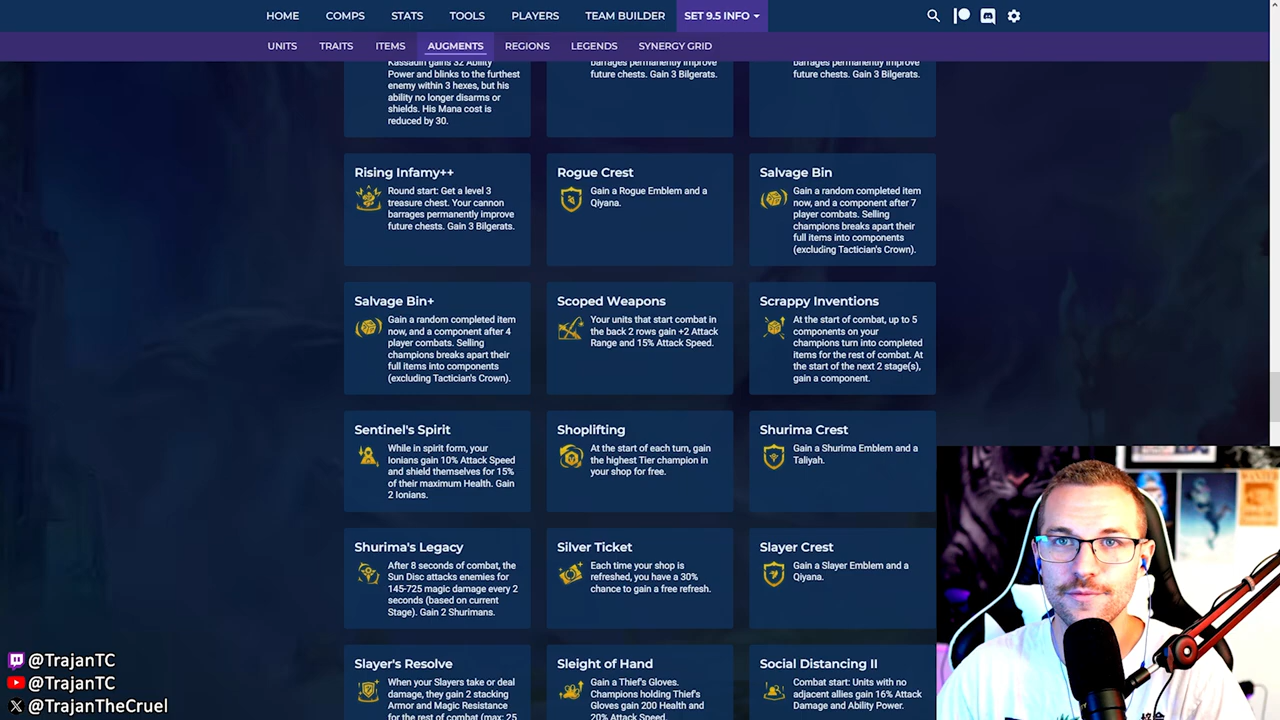 HOME COMPS STATS TOOLS PLAYERS TEAM BUILDER SET 9.5 INFO
UNITS TRAITS ITEMS AUGMENTS REGIONS LEGENDS SYNERGY GRID
Kassadin gains 32 Ability
Power and blinks to the furthest
enemy within 3 hexes, but his
ability no longer disarms or
shields. His Mana cost is
reduced by 30.
barrages permanently improve
future chests. Gain 3 Bilgerats.
barrages permanently improve
future chests. Gain 3 Bilgerats.
Rising Infamy++
Round start: Get a level 3
treasure chest. Your cannon
barrages permanently improve
future chests. Gain 3 Bilgerats.
Rogue Crest
Gain a Rogue Emblem and a
Qiyana.
Salvage Bin
Gain a random completed item
now, and a component after 7
player combats. Selling
champions breaks apart their
full items into components
(excluding Tactician's Crown).
Salvage Bin+
Gain a random completed item
now, and a component after 4
player combats. Selling
champions breaks apart their
full items into components
(excluding Tactician's Crown).
Scoped Weapons
Your units that start combat in
the back 2 rows gain +2 Attack
Range and 15% Attack Speed.
Scrappy Inventions
At the start of combat, up to 5
components on your
champions turn into completed
items for the rest of combat. At
the start of the next 2 stage(s),
gain a component.
Sentinel's Spirit
While in spirit form, your
Ionians gain 10% Attack Speed
and shield themselves for 15%
of their maximum Health. Gain
2 Ionians.
Shoplifting
At the start of each turn, gain
the highest Tier champion in
your shop for free.
Shurima Crest
Gain a Shurima Emblem and a
Taliyah.
Shurima's Legacy
After 8 seconds of combat, the
Sun Disc attacks enemies for
145-725 magic damage every 2
seconds (based on current
Stage). Gain 2 Shurimans.
Silver Ticket
Each time your shop is
refreshed, you have a 30%
chance to gain a free refresh.
Slayer Crest
Gain a Slayer Emblem and a
Qiyana.
Slayer's Resolve
When your Slayers take or deal
damage, they gain 2 stacking
Armor and Magic Resistance
for the rest of combat (max: 25
Sleight of Hand
Gain a Thief's Gloves.
Champions holding Thief's
Gloves gain 200 Health and
20% Attack Speed.
Social Distancing II
Combat start: Units with no
adjacent allies gain 16% Attack
Damage and Ability Power.
@TrajanTC
@TrajanTC
@TrajanTheCruel